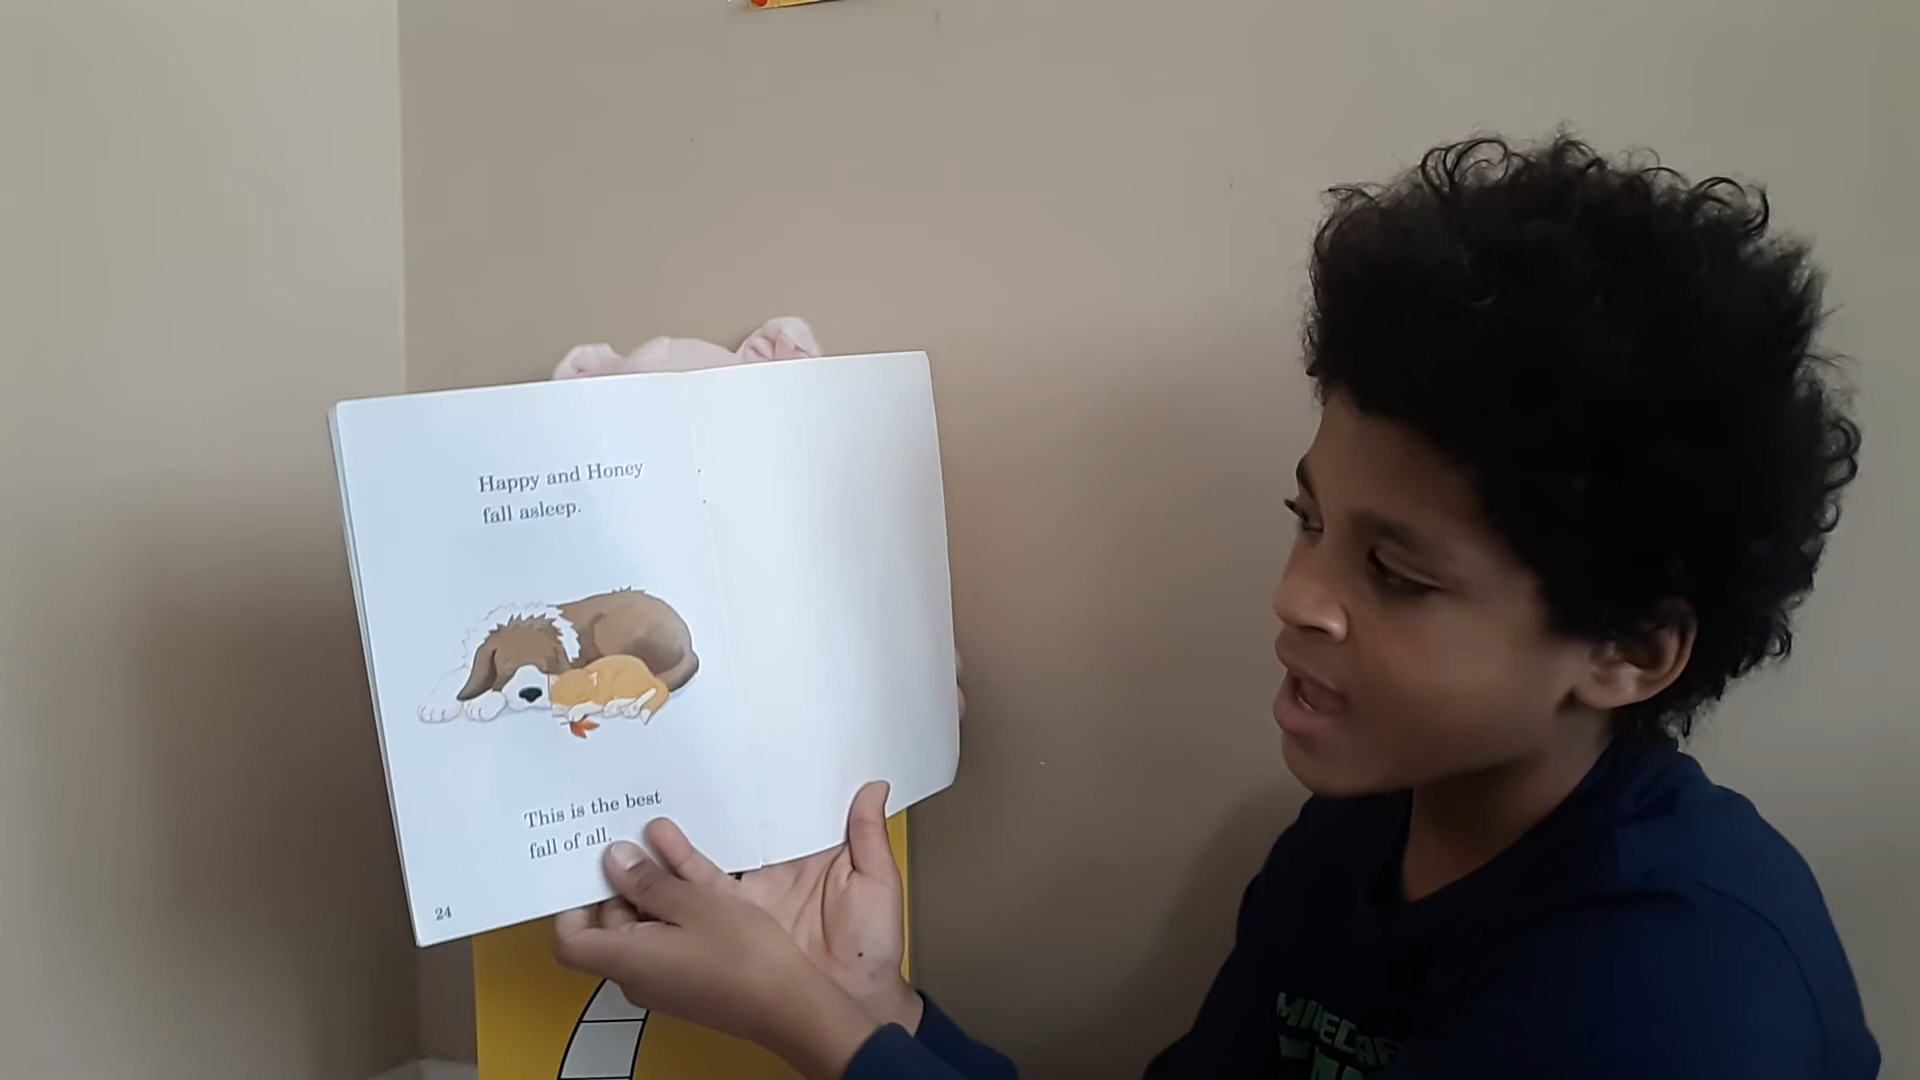 Happy and Honey
fall asleep.
This is the best
fall of all.
24